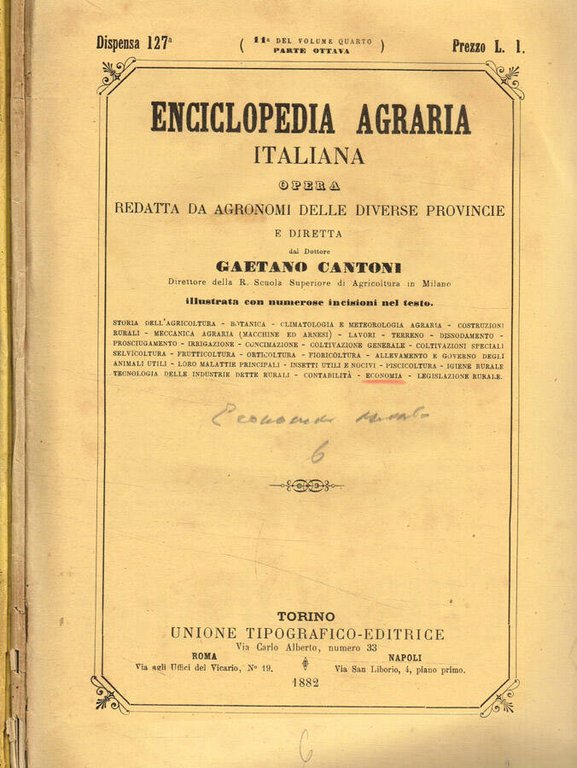 Dispensa 127ª
( 11ª DEL VOLUME QUARTO
PARTE OTTAVA )
Prezzo L. 1.
ENCICLOPEDIA AGRARIA
ITALIANA
OPERA
REDATTA DA AGRONOMI DELLE DIVERSE PROVINCIE
E DIRETTA
dal Dottore
GAETANO CANTONI
Direttore della R. Scuola Superiore di Agricoltura in Milano
illustrata con numerose incisioni nel testo.
STORIA DELL'AGRICOLTURA - BOTANICA - CLIMATOLOGIA E METEOROLOGIA AGRARIA - COSTRUZIONI
RURALI - MECCANICA AGRARIA (MACCHINE ED ARNESI) - LAVORI - TERRENO - DISSODAMENTO -
PROSCIUGAMENTO - IRRIGAZIONE - CONCIMAZIONE - COLTIVAZIONE GENERALE - COLTIVAZIONI SPECIALI
SELVICOLTURA - FRUTTICOLTURA - ORTICOLTURA - FIORICOLTURA - ALLEVAMENTO E GOVERNO DEGLI
ANIMALI UTILI - LORO MALATTIE PRINCIPALI - INSETTI UTILI E NOCIVI - PISCICOLTURA - IGIENE RURALE
TECNOLOGIA DELLE INDUSTRIE DETTE RURALI - CONTABILITÀ - ECONOMIA - LEGISLAZIONE RURALE.
6
TORINO
UNIONE TIPOGRAFICO-EDITRICE
Via Carlo Alberto, numero 33
ROMA
Via agli Uffici del Vicario, Nº 19.
NAPOLI
Via San Liborio, 4, piano primo.
1882
6